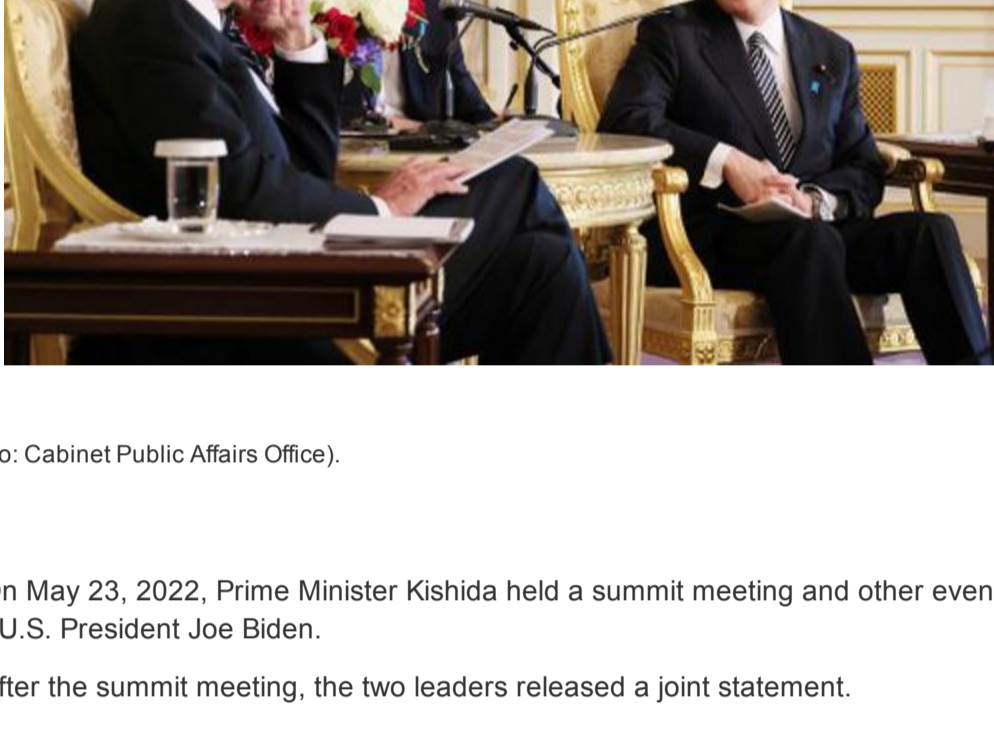 o: Cabinet Public Affairs Office).
n May 23, 2022, Prime Minister Kishida held a summit meeting and other even
U.S. President Joe Biden.
fter the summit meeting, the two leaders released a joint statement.